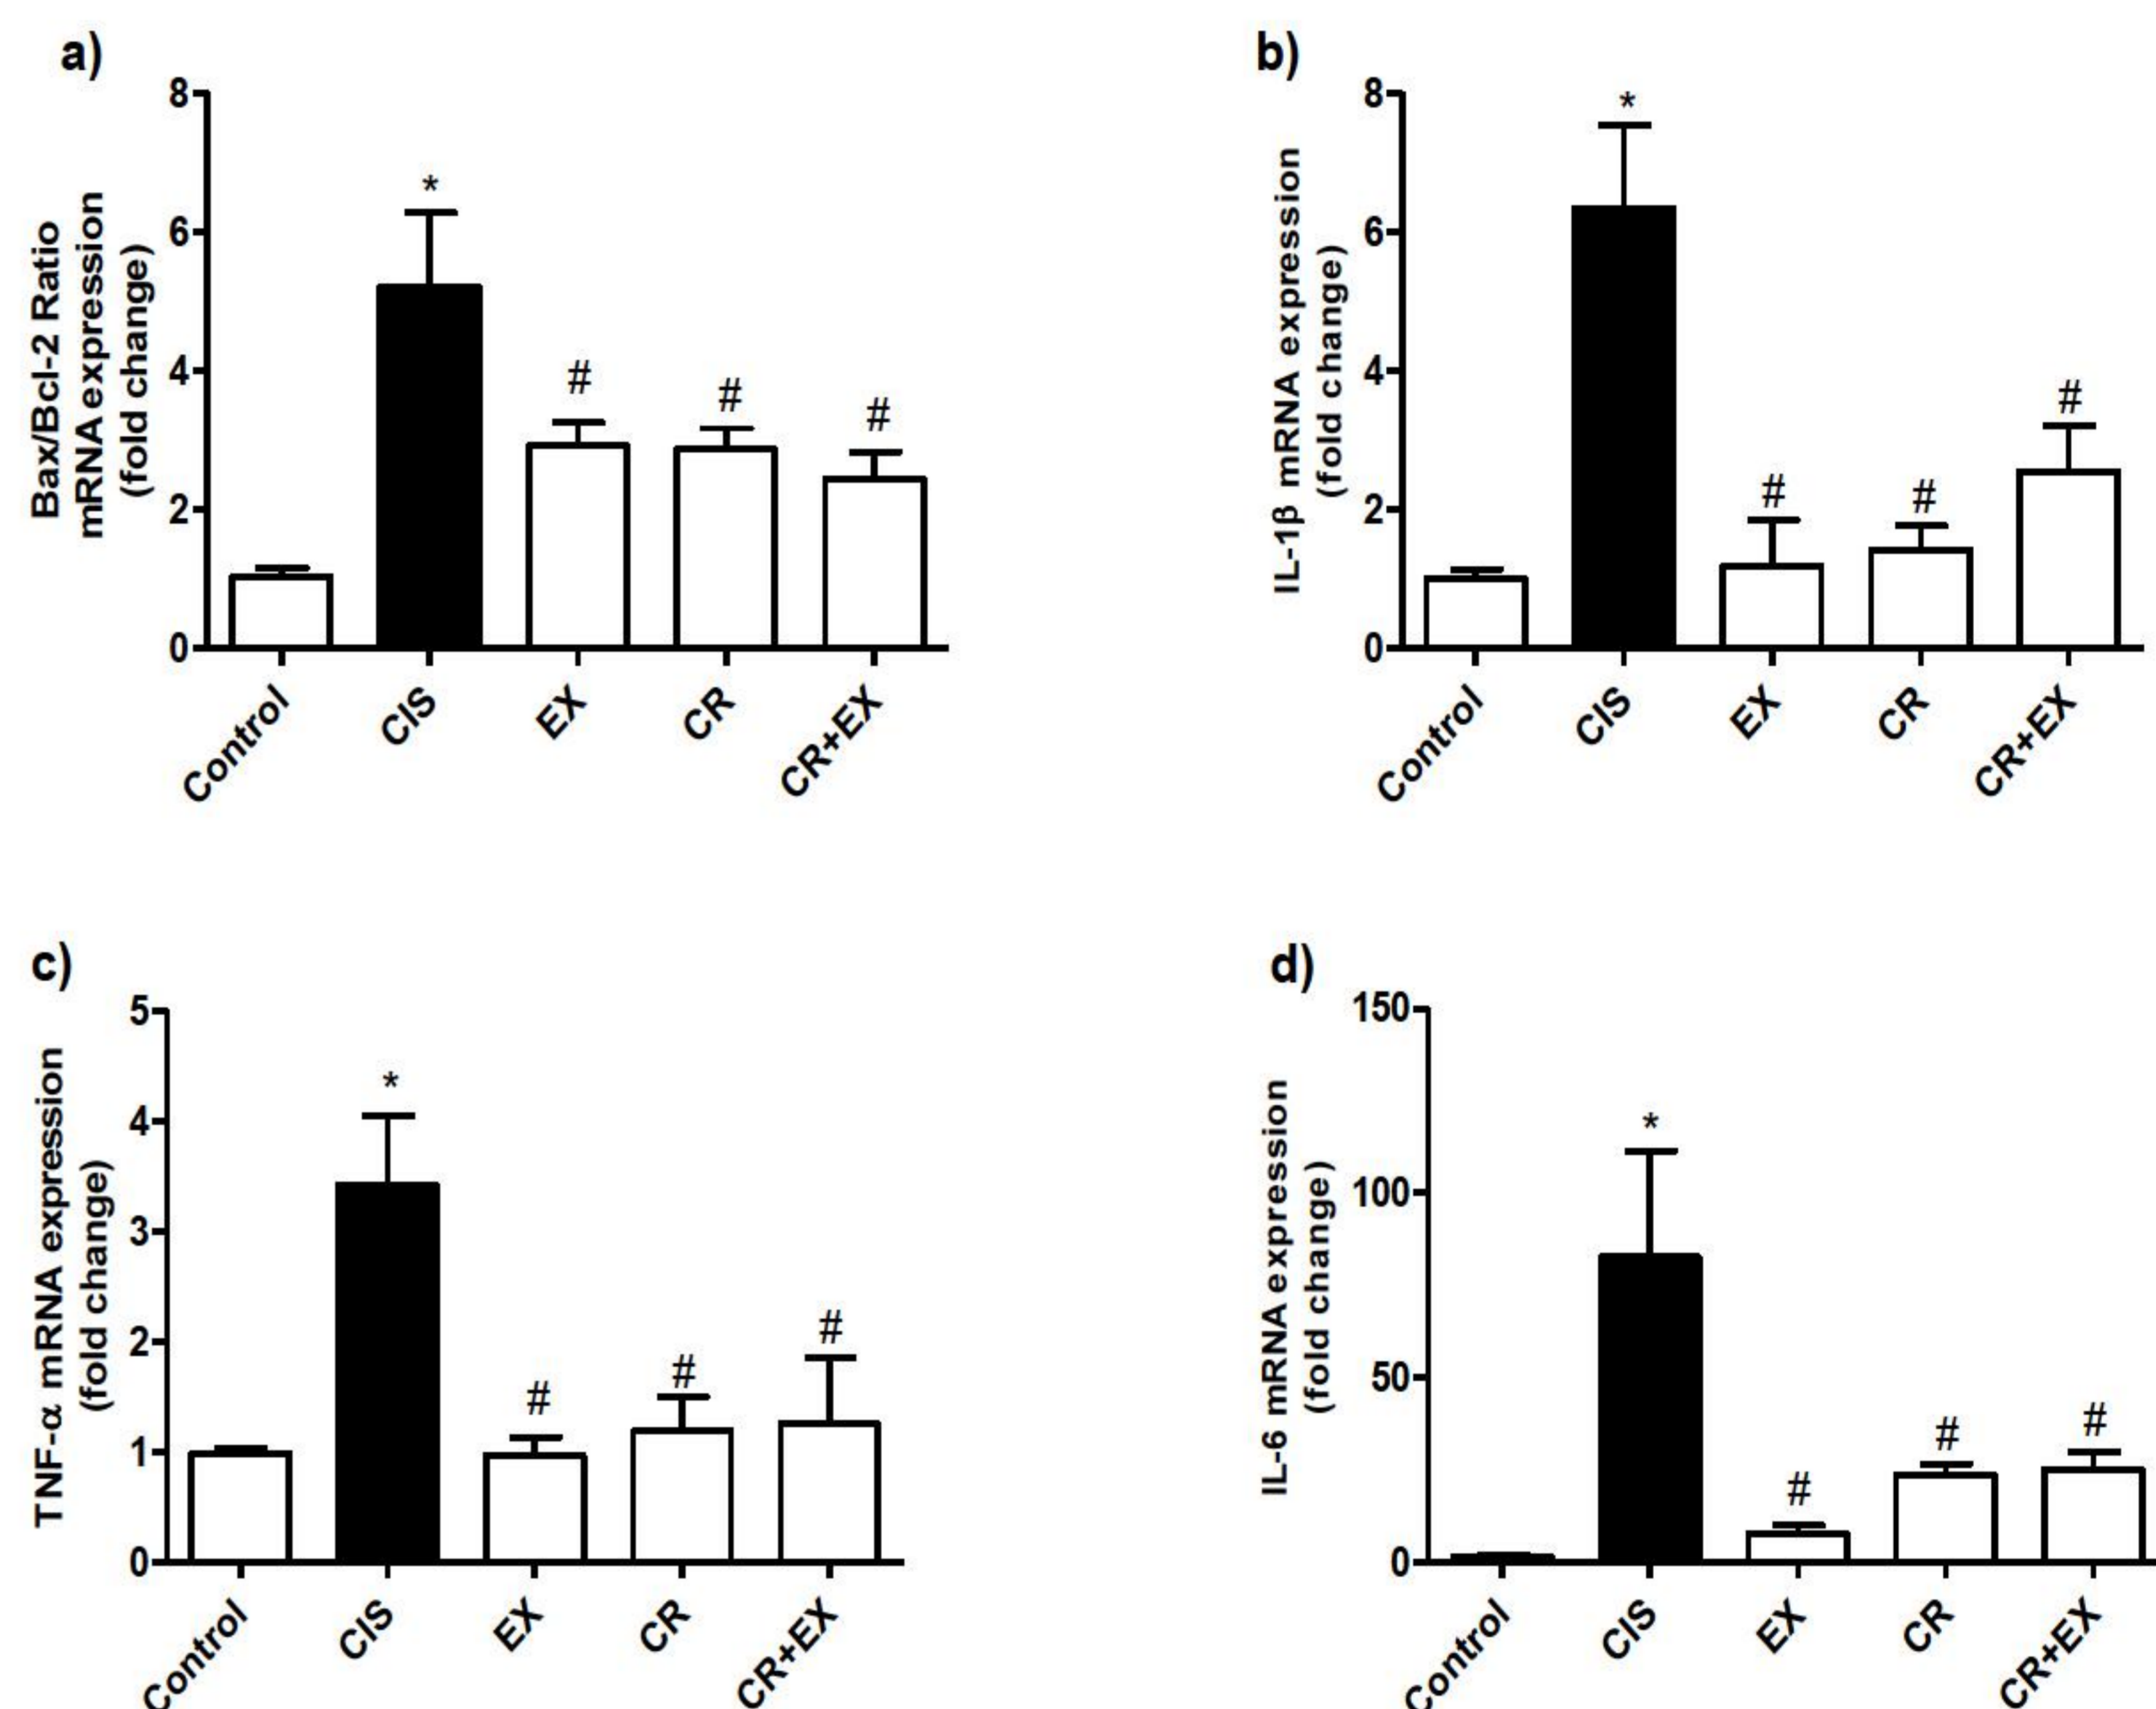 a)
Bax/Bcl-2 Ratio
mRNA expression
(fold change)
8
6
4
2
0
*
#
#
#
Control
CIS
EX
CR
CR+EX
b)
IL-1β mRNA expression
(fold change)
8
6
4
2
0
*
#
#
#
Control
CIS
EX
CR
CR+EX
c)
TNF-α mRNA expression
(fold change)
5
4
3
2
1
0
*
#
#
#
Control
CIS
EX
CR
CR+EX
d)
IL-6 mRNA expression
(fold change)
150
100
50
0
*
#
#
#
Control
CIS
EX
CR
CR+EX